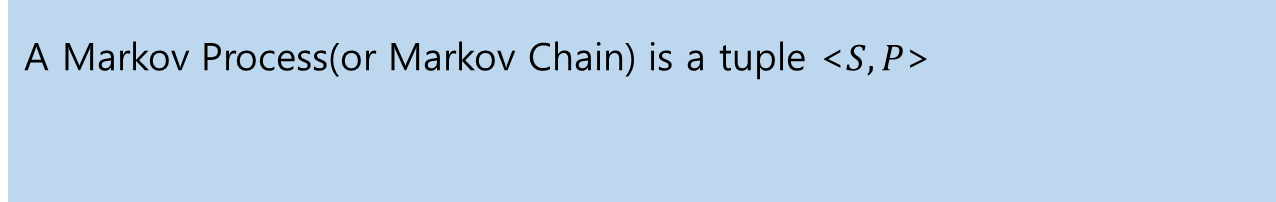 A Markov Process(or Markov Chain) is a tuple <S, P>